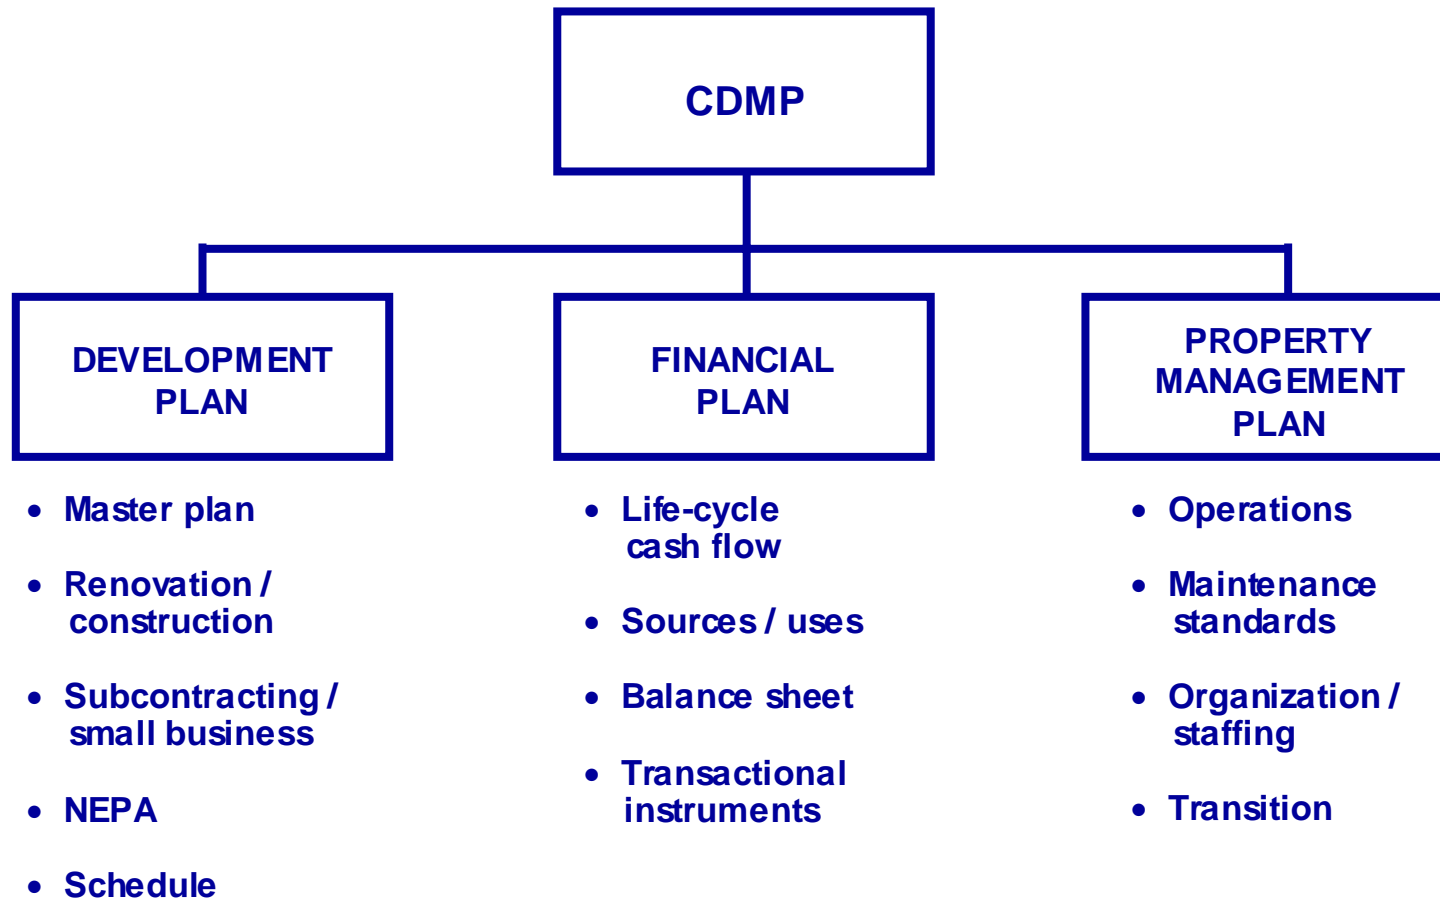 CDMP
DEVELOPMENT
PLAN
• Master plan
• Renovation /
construction
• Subcontracting /
small business
• NEPA
• Schedule
FINANCIAL
PLAN
• Life-cycle
cash flow
• Sources / uses
• Balance sheet
• Transactional
instruments
PROPERTY
MANAGEMENT
PLAN
• Operations
• Maintenance
standards
• Organization /
staffing
• Transition